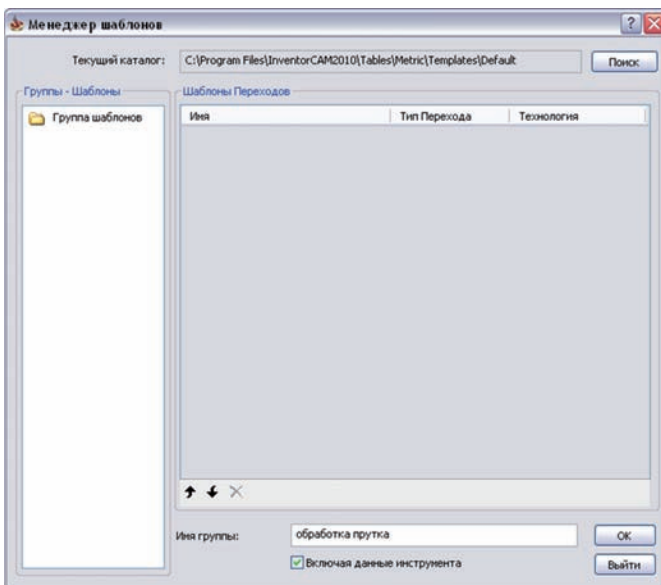 Менеджер шаблонов
Текущий каталог: C:\Program Files\InventorCAM2010\Tables\Metric\Templates\Default Поиск
Группы - Шаблоны
Группа шаблонов
Шаблоны Переходов
Имя Тип Перехода Технология
Имя группы: обработка прутка OK
Включая данные инструмента Выйти